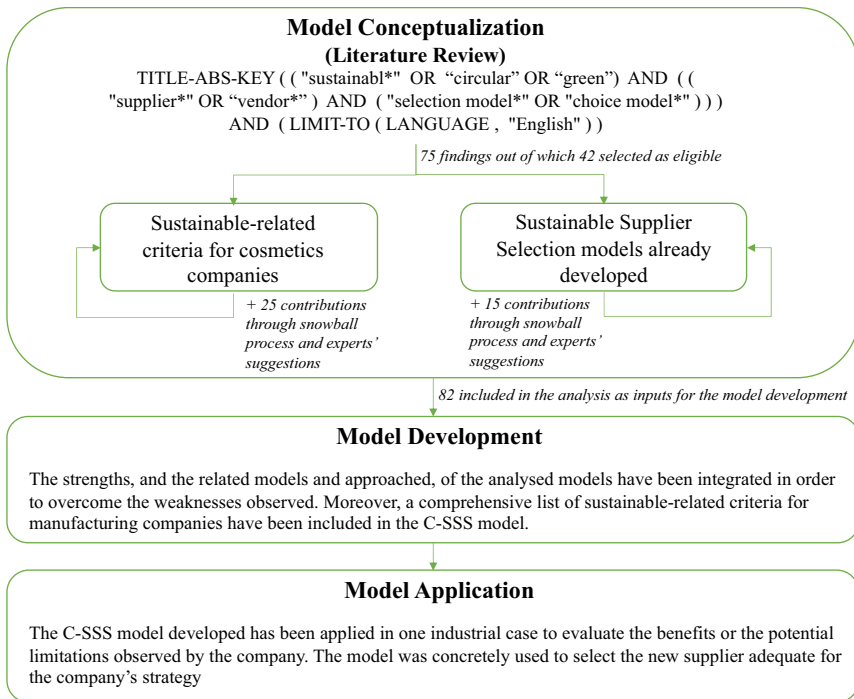 Model Conceptualization
(Literature Review)
TITLE-ABS-KEY ( ( "sustainabl*" OR “circular” OR “green”) AND ( (
"supplier*" OR “vendor*” ) AND ( "selection model*" OR "choice model*" ) ) )
AND ( LIMIT-TO ( LANGUAGE , "English" ) )
75 findings out of which 42 selected as eligible
Sustainable-related
criteria for cosmetics
companies
Sustainable Supplier
Selection models already
developed
+ 25 contributions
through snowball
process and experts’
suggestions
+ 15 contributions
through snowball
process and experts’
suggestions
82 included in the analysis as inputs for the model development
Model Development
The strengths, and the related models and approached, of the analysed models have been integrated in order
to overcome the weaknesses observed. Moreover, a comprehensive list of sustainable-related criteria for
manufacturing companies have been included in the C-SSS model.
Model Application
The C-SSS model developed has been applied in one industrial case to evaluate the benefits or the potential
limitations observed by the company. The model was concretely used to select the new supplier adequate for
the company’s strategy